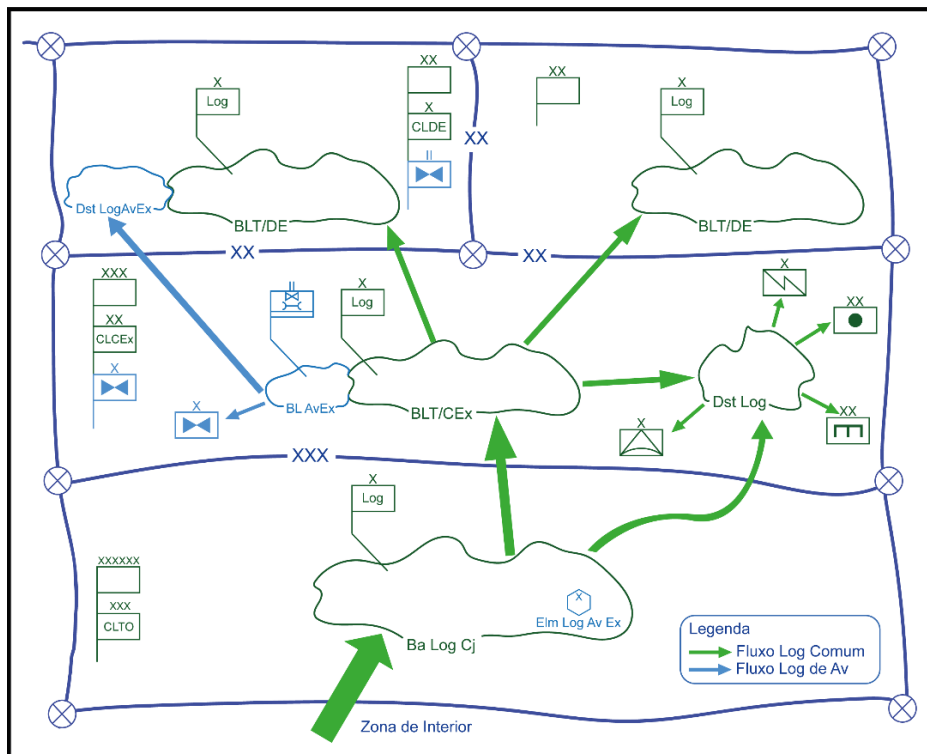 X
Log
XX
X
CLDE
II
XX
X
Log
XX
Dst LogAvEx
BLT/DE
BLT/DE
XX
XX
XXX
XX
CLCEx
X
II
X
Log
X
XX
BL AvEx
BLT/CEx
Dst Log
X
X
XX
XXX
X
Log
XXXXXX
XXX
CLTO
X
Elm Log Av Ex
Ba Log Cj
Legenda
Fluxo Log Comum
Fluxo Log de Av
Zona de Interior